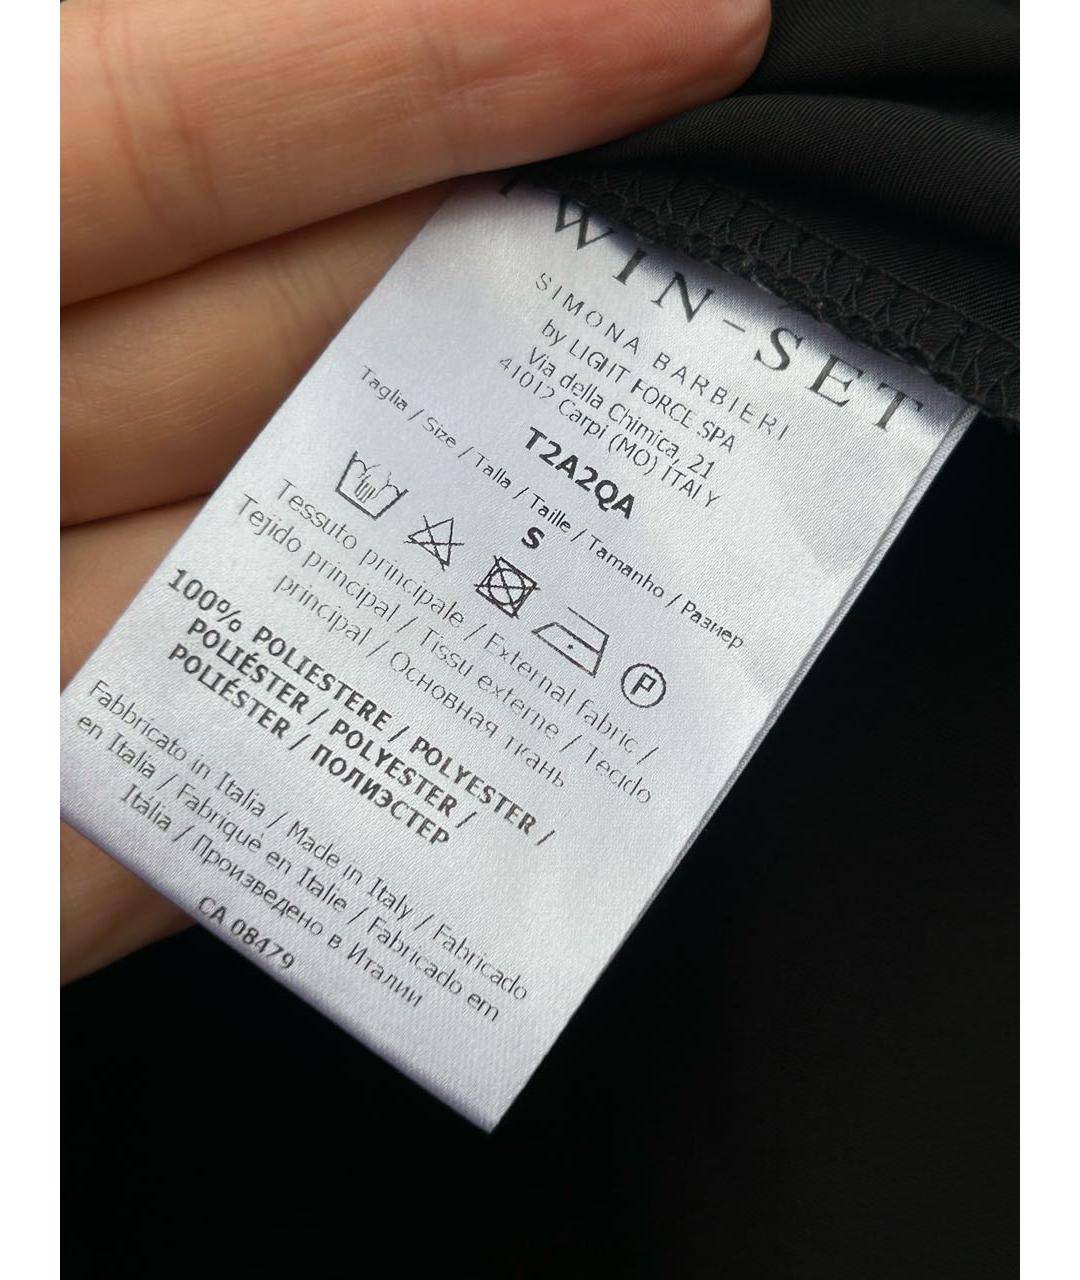 TWIN-SET
SIMONA BARBIERI
by LIGHT FORCE SPA
Via della Chimica, 21
41012 Carpi (MO) ITALY
T2A2QA
Taglia / Size / Talla / Taille / Tamanho / Размер
S
P
Tessuto principale / External fabric /
Tejido principal / Tissu externe / Tecido
principal / Основная ткань
100% POLIESTERE / POLYESTER /
POLIÉSTER / POLYESTER /
POLIÉSTER / ПОЛИЭСТЕР
Fabbricato in Italia / Made in Italy / Fabricado
en Italia / Fabriqué en Italie / Fabricado em
Itália / Произведено в Италии
CA 08479